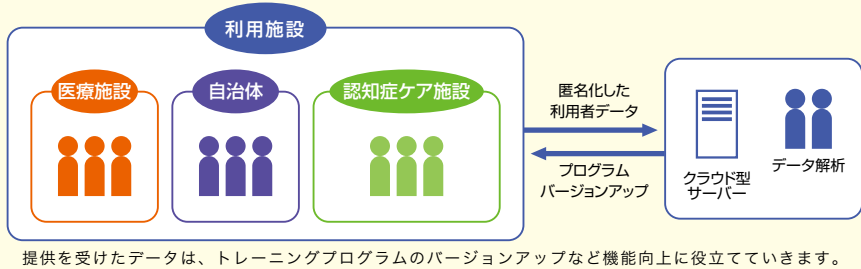 利用施設
医療施設
自治体
認知症ケア施設
匿名化した
利用者データ
プログラム
バージョンアップ
クラウド型
サーバー
データ解析
提供を受けたデータは、トレーニングプログラムのバージョンアップなど機能向上に役立てていきます。